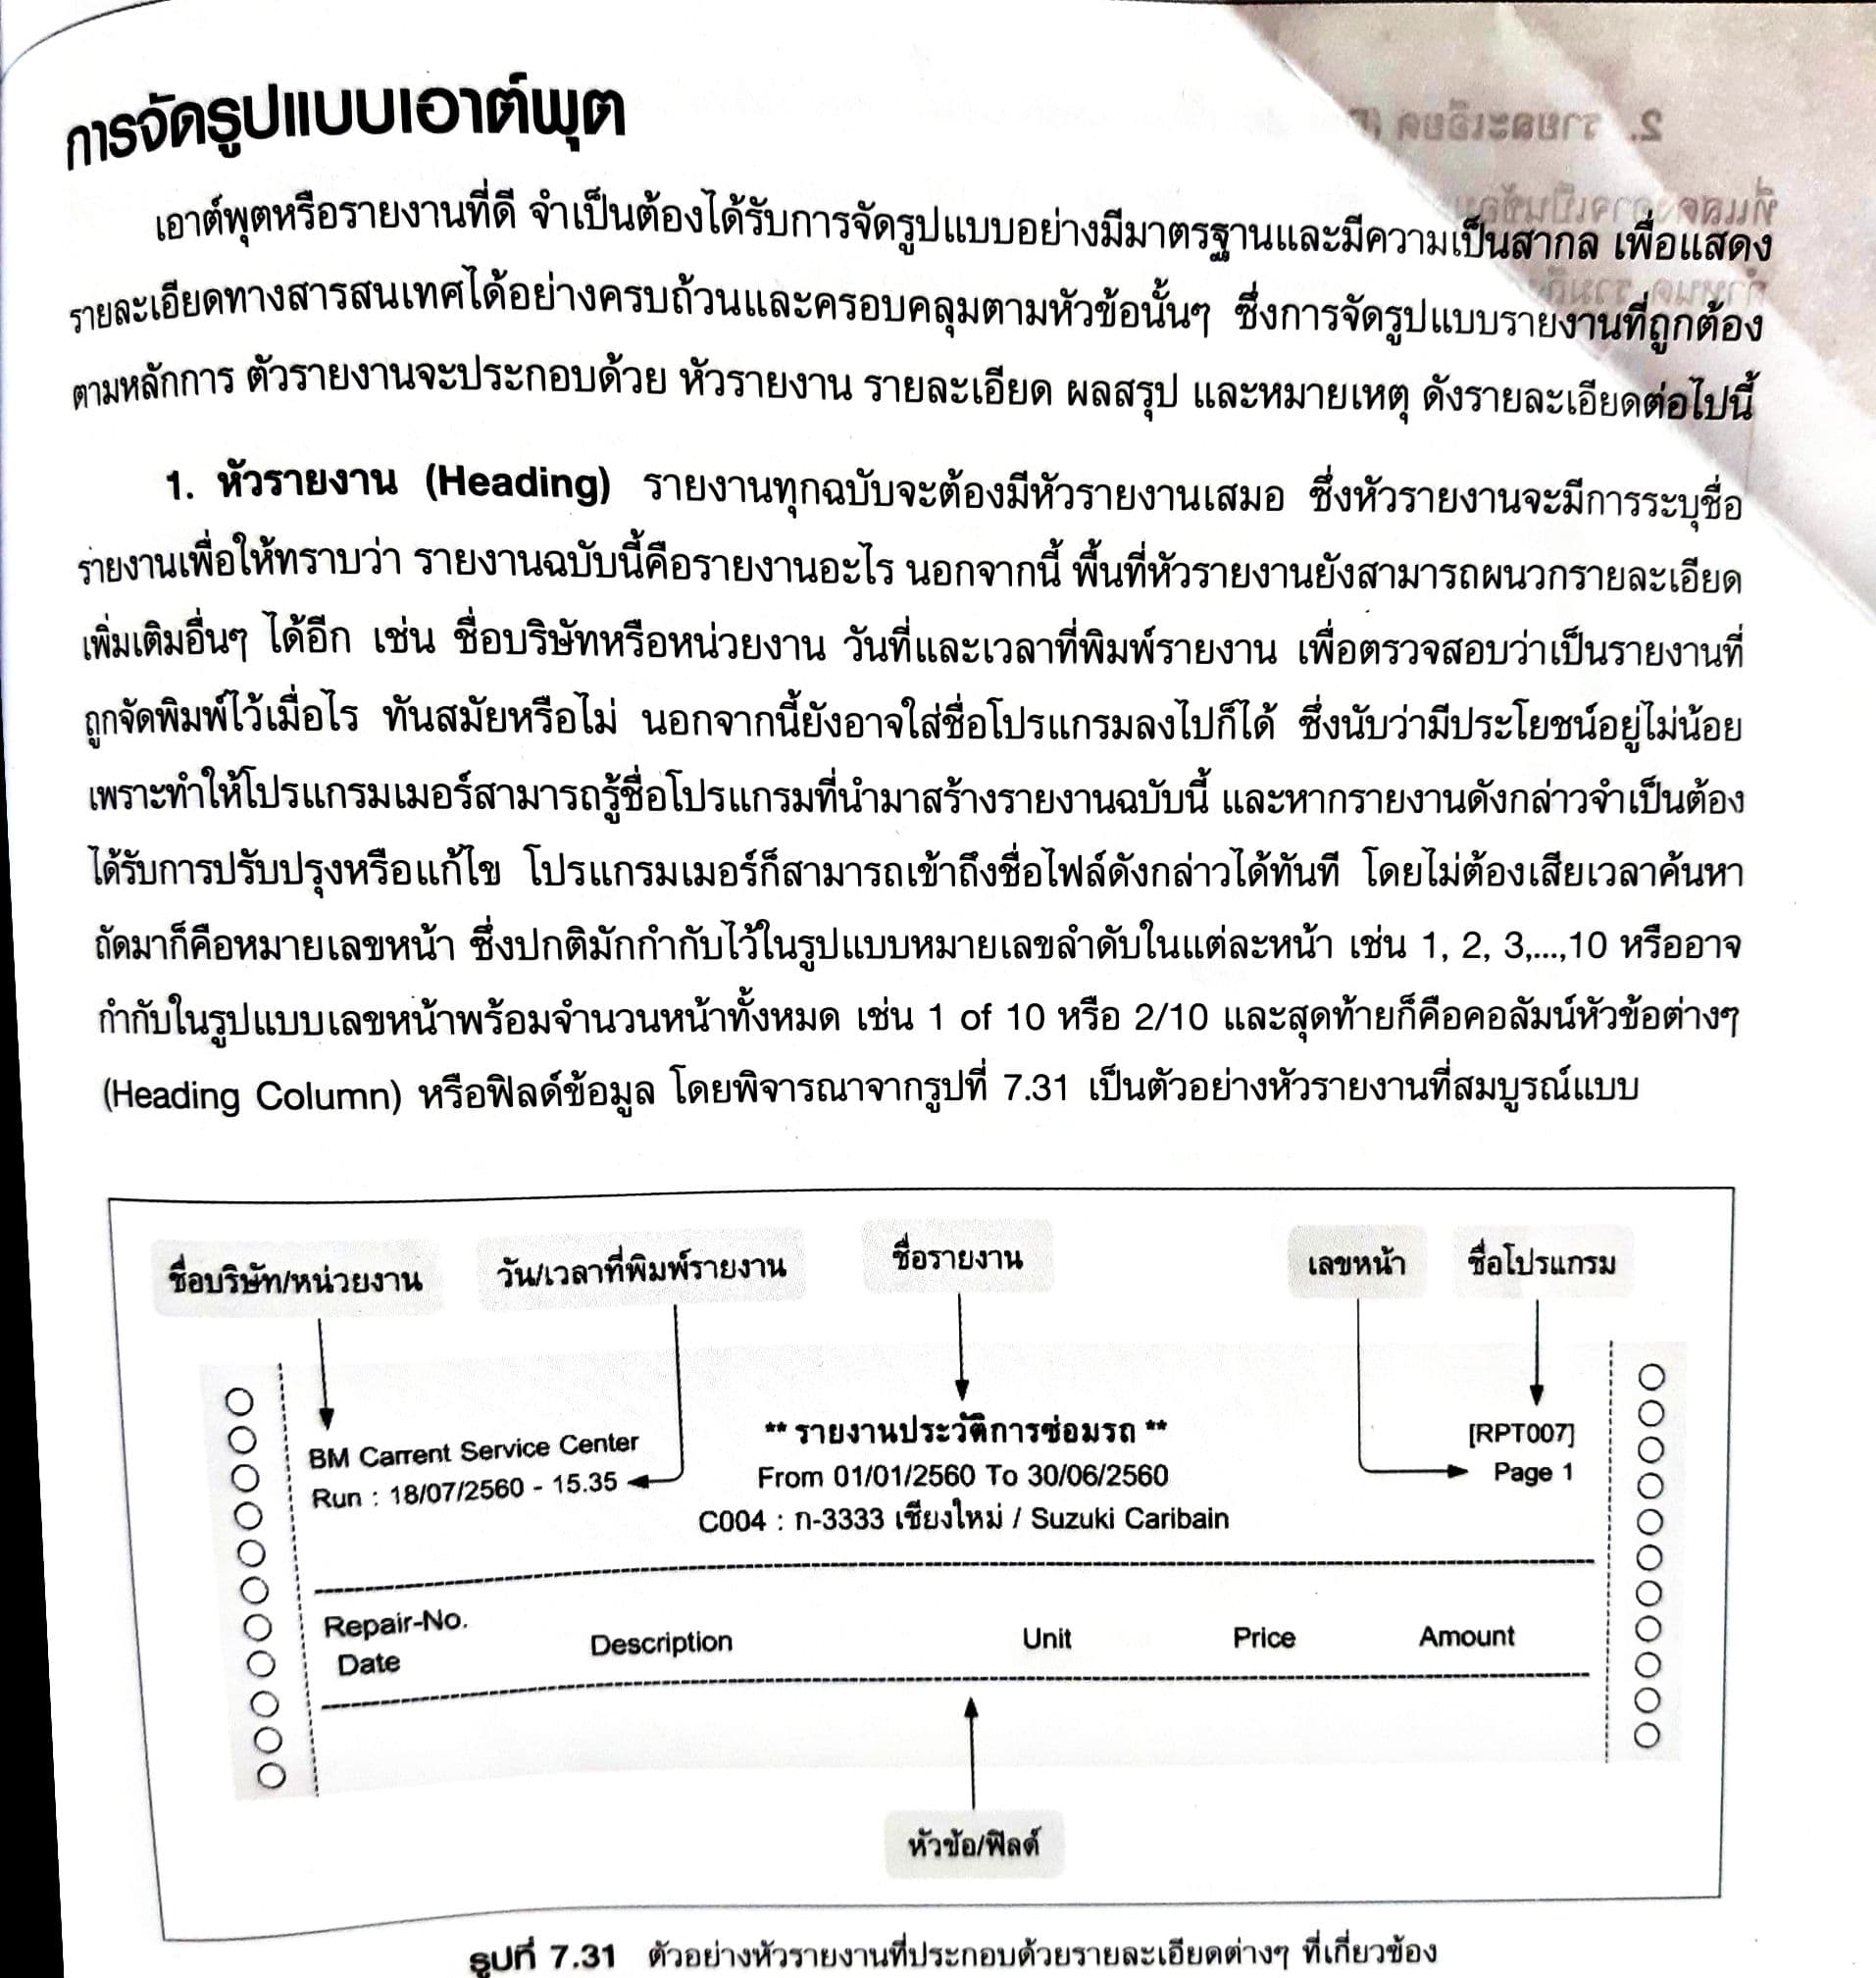 การจัดรูปแบบเอาต์พุต
เอาต์พุตหรือรายงานที่ดี จำเป็นต้องได้รับการจัดรูปแบบอย่างมีมาตรฐานและมีความเป็นสากล เพื่อแสดง
รายละเอียดทางสารสนเทศได้อย่างครบถ้วนและครอบคลุมตามหัวข้อนั้นๆ ซึ่งการจัดรูปแบบรายงานที่ถูกต้อง
ตามหลักการ ตัวรายงานจะประกอบด้วย หัวรายงาน รายละเอียด ผลสรุป และหมายเหตุ ดังรายละเอียดต่อไปนี้
1. หัวรายงาน (Heading) รายงานทุกฉบับจะต้องมีหัวรายงานเสมอ ซึ่งหัวรายงานจะมีการระบุชื่อ
รายงานเพื่อให้ทราบว่า รายงานฉบับนี้คือรายงานอะไร นอกจากนี้ พื้นที่หัวรายงานยังสามารถผนวกรายละเอียด
เพิ่มเติมอื่นๆ ได้อีก เช่น ชื่อบริษัทหรือหน่วยงาน วันที่และเวลาที่พิมพ์รายงาน เพื่อตรวจสอบว่าเป็นรายงานที่
ถูกจัดพิมพ์ไว้เมื่อไร ทันสมัยหรือไม่ นอกจากนี้ยังอาจใส่ชื่อโปรแกรมลงไปก็ได้ ซึ่งนับว่ามีประโยชน์อยู่ไม่น้อย
เพราะทำให้โปรแกรมเมอร์สามารถรู้ชื่อโปรแกรมที่นำมาสร้างรายงานฉบับนี้ และหากรายงานดังกล่าวจำเป็นต้อง
ได้รับการปรับปรุงหรือแก้ไข โปรแกรมเมอร์ก็สามารถเข้าถึงชื่อไฟล์ดังกล่าวได้ทันที โดยไม่ต้องเสียเวลาค้นหา
ถัดมาก็คือหมายเลขหน้า ซึ่งปกติมักกำกับไว้ในรูปแบบหมายเลขลำดับในแต่ละหน้า เช่น 1, 2, 3,...,10 หรืออาจ
กำกับในรูปแบบเลขหน้าพร้อมจำนวนหน้าทั้งหมด เช่น 1 of 10 หรือ 2/10 และสุดท้ายก็คือคอลัมน์หัวข้อต่างๆ
(Heading Column) หรือฟิลด์ข้อมูล โดยพิจารณาจากรูปที่ 7.31 เป็นตัวอย่างหัวรายงานที่สมบูรณ์แบบ
ชื่อบริษัท/หน่วยงาน วัน/เวลาที่พิมพ์รายงาน ชื่อรายงาน เลขหน้า ชื่อโปรแกรม
BM Carrent Service Center ** รายงานประวัติการซ่อมรถ ** [RPT007]
Run : 18/07/2560 - 15.35 From 01/01/2560 To 30/06/2560 Page 1
C004 : ก-3333 เชียงใหม่ / Suzuki Caribain
Repair-No. Description Unit Price Amount
Date
หัวข้อ/ฟิลด์
รูปที่ 7.31 ตัวอย่างหัวรายงานที่ประกอบด้วยรายละเอียดต่างๆ ที่เกี่ยวข้อง